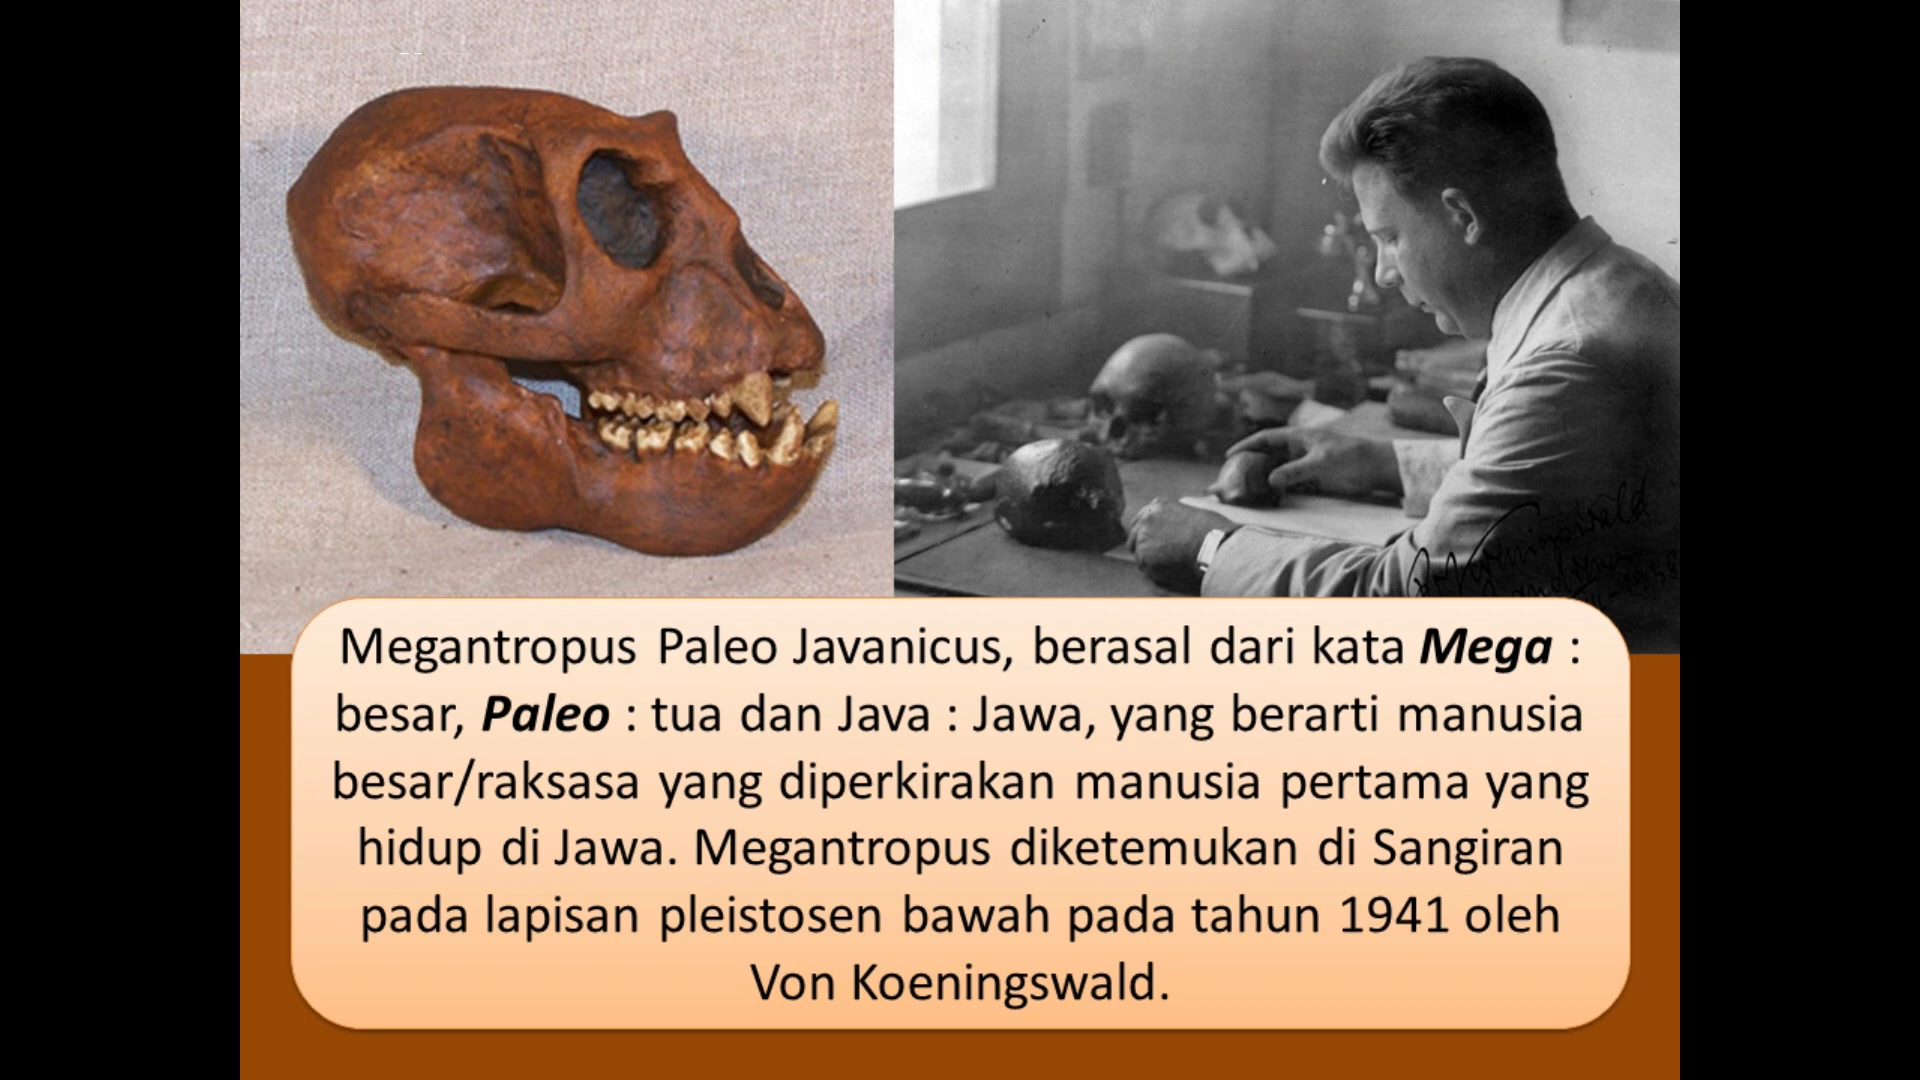 Megantropus Paleo Javanicus, berasal dari kata Mega :
besar, Paleo : tua dan Java : Jawa, yang berarti manusia
besar/raksasa yang diperkirakan manusia pertama yang
hidup di Jawa. Megantropus diketemukan di Sangiran
pada lapisan pleistosen bawah pada tahun 1941 oleh
Von Koeningswald.